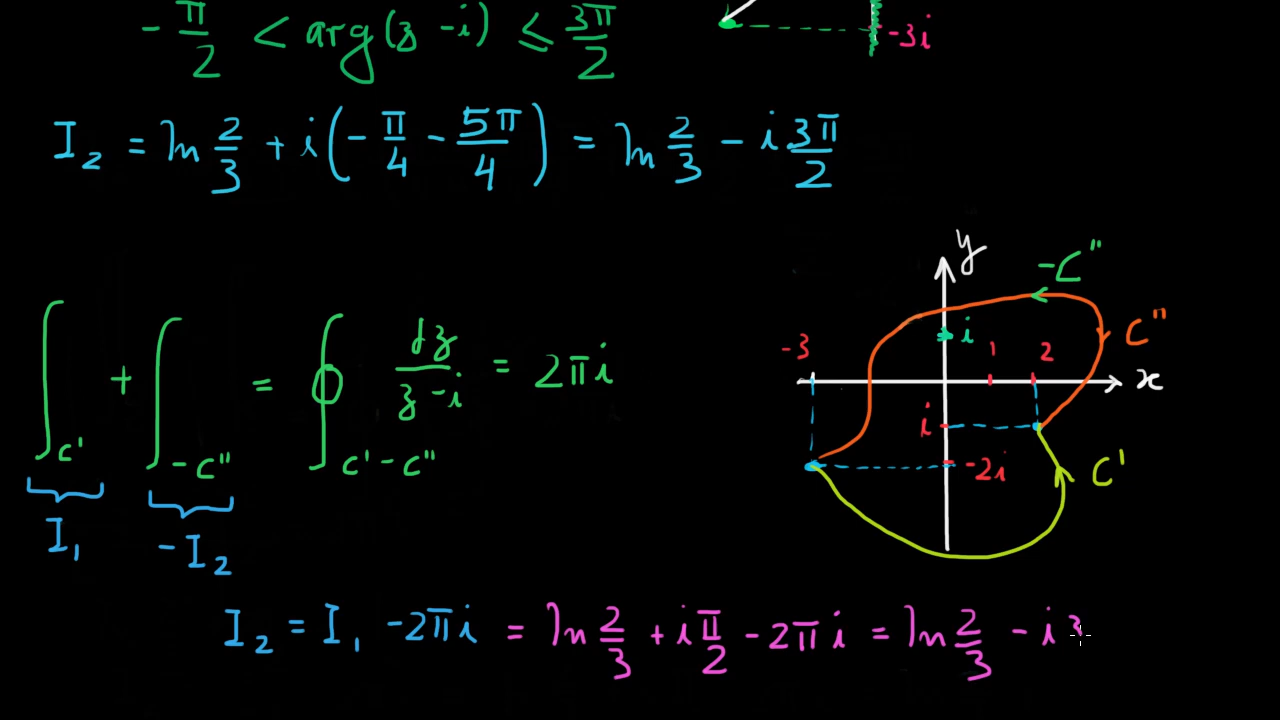 -π/2 < arg(z - i) ≤ 3π/2
-3i
I₂ = ln 2/3 + i(-π/4 - 5π/4) = ln 2/3 - i 3π/2
y
-C"
i
C"
-3
1
2
x
∫_C' + ∫_-C" = ∮_C'-C" dz/(z - i) = 2πi
i
-2i
C'
I₁
-I₂
I₂ = I₁ - 2πi = ln 2/3 + i π/2 - 2πi = ln 2/3 - i 3